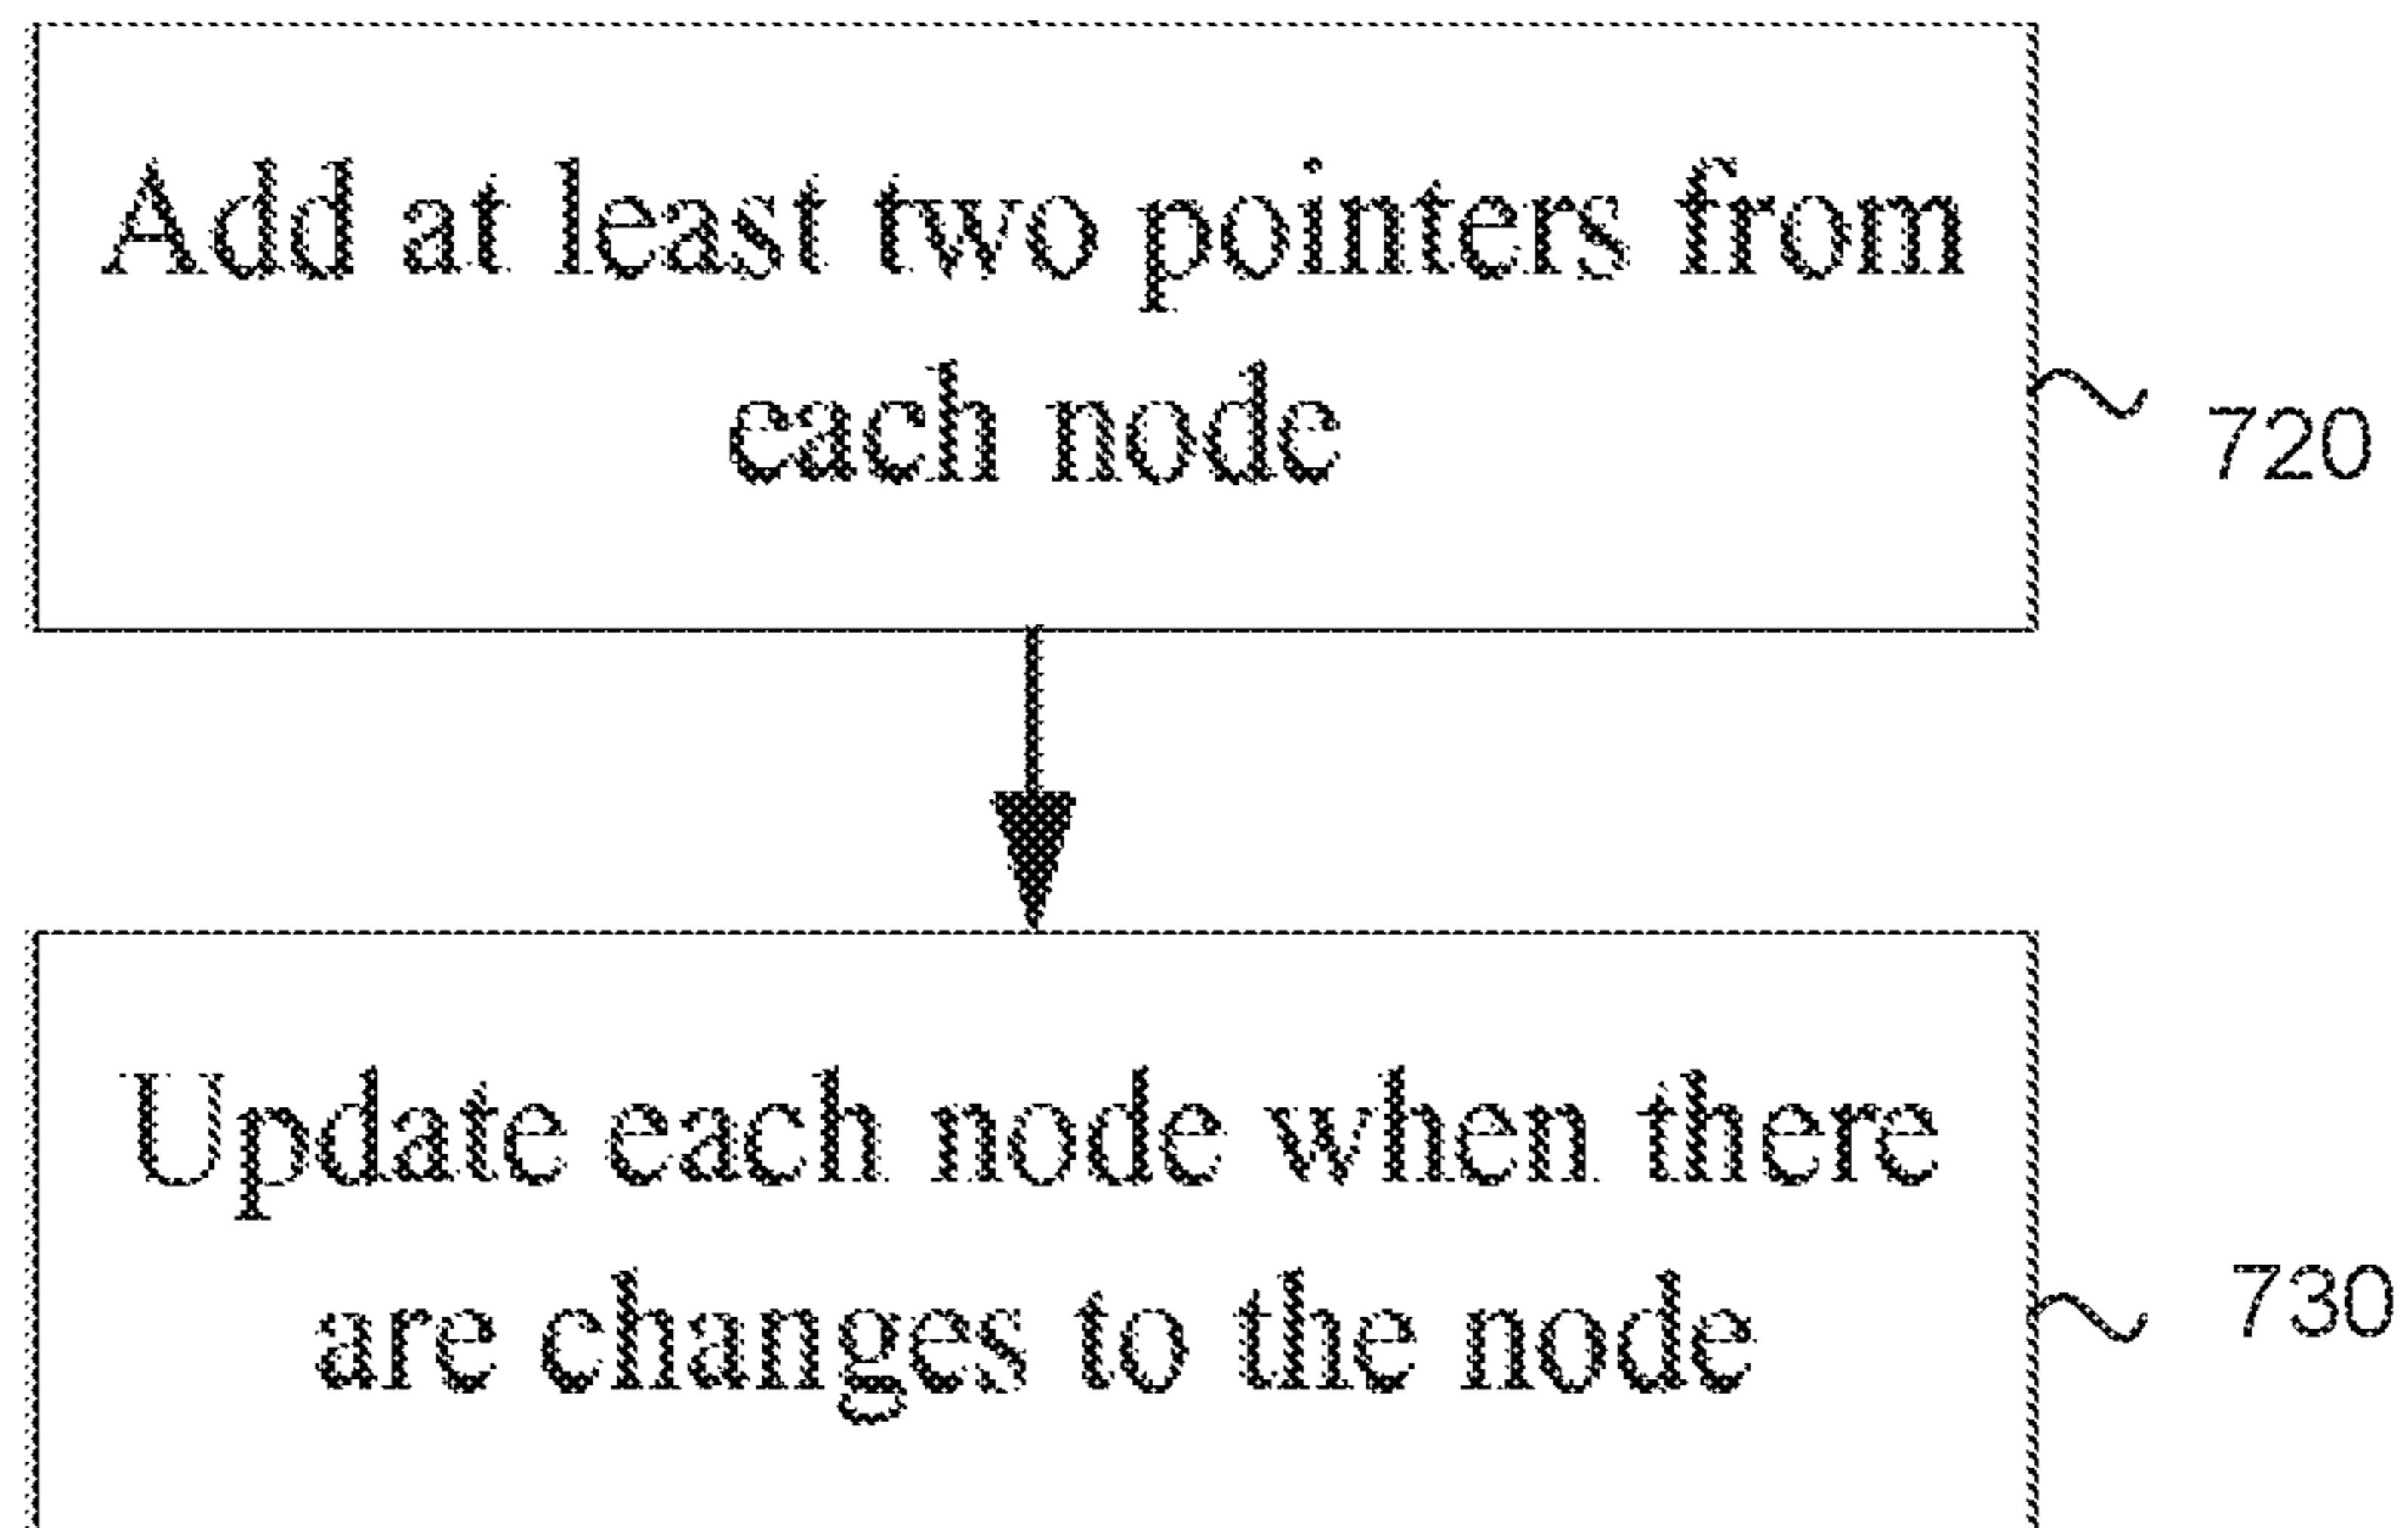 Add at least two pointers from
each node
720
Update each node when there
are changes to the node
730